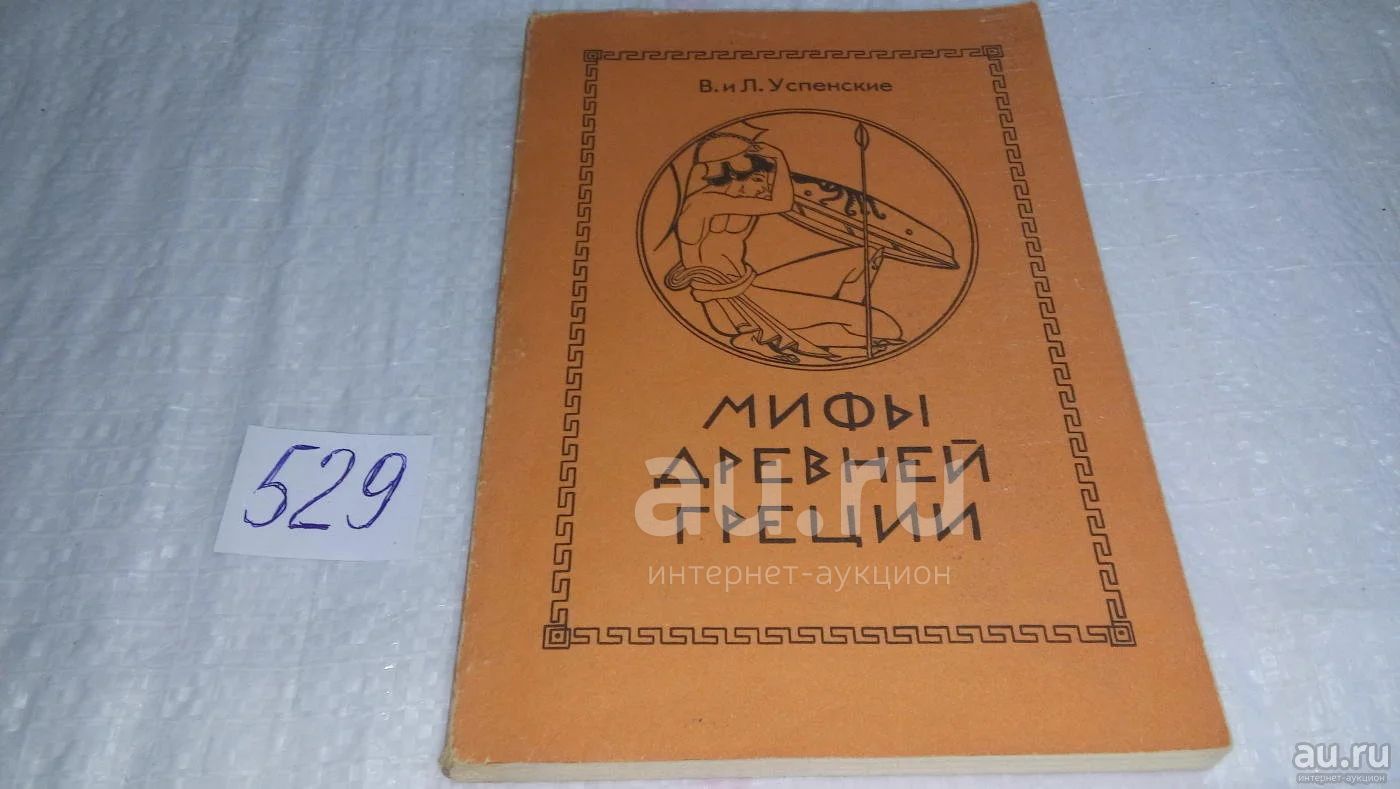 В. и Л. Успенские
МИФЫ
ДРЕВНЕЙ
ГРЕЦИИ
529
au.ru
интернет-аукцион
au.ru
интернет-аукцион